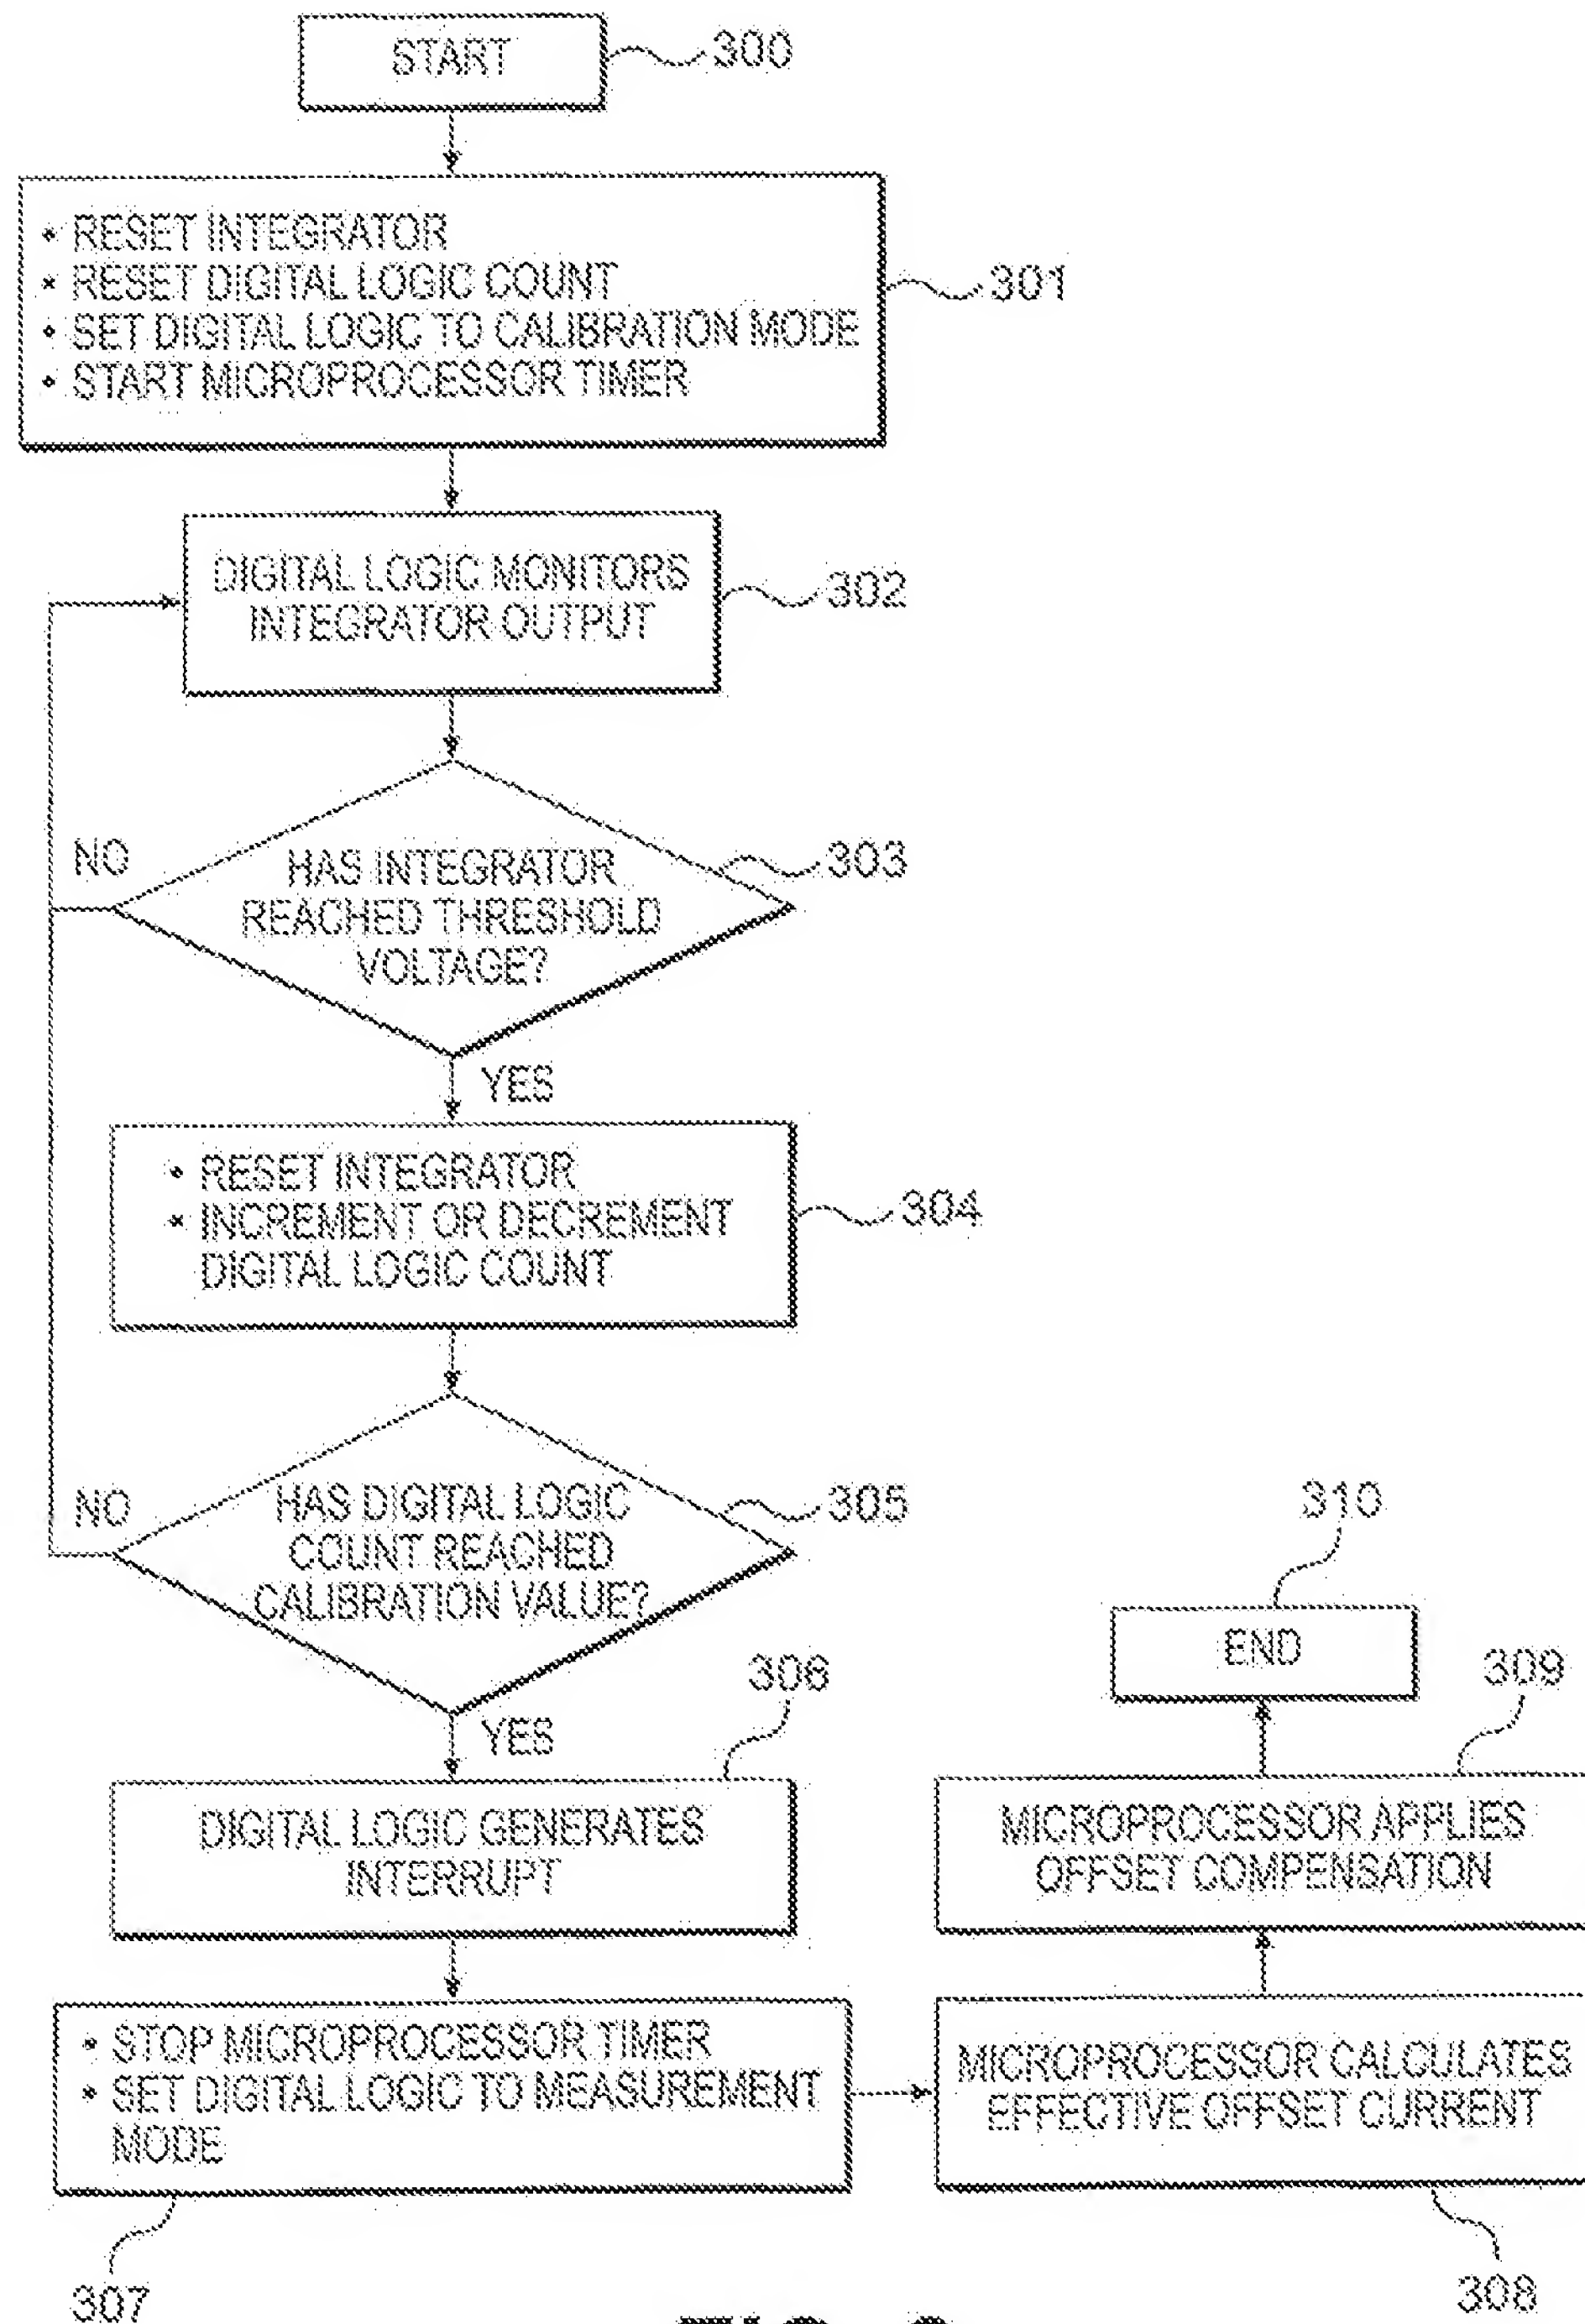 START
300
• RESET INTEGRATOR
• RESET DIGITAL LOGIC COUNT
• SET DIGITAL LOGIC TO CALIBRATION MODE
• START MICROPROCESSOR TIMER
301
DIGITAL LOGIC MONITORS
INTEGRATOR OUTPUT
302
NO
HAS INTEGRATOR
REACHED THRESHOLD
VOLTAGE?
303
YES
• RESET INTEGRATOR
• INCREMENT OR DECREMENT
DIGITAL LOGIC COUNT
304
NO
HAS DIGITAL LOGIC
COUNT REACHED
CALIBRATION VALUE?
305
YES
306
DIGITAL LOGIC GENERATES
INTERRUPT
• STOP MICROPROCESSOR TIMER
• SET DIGITAL LOGIC TO MEASUREMENT
MODE
307
MICROPROCESSOR CALCULATES
EFFECTIVE OFFSET CURRENT
308
MICROPROCESSOR APPLIES
OFFSET COMPENSATION
309
END
310